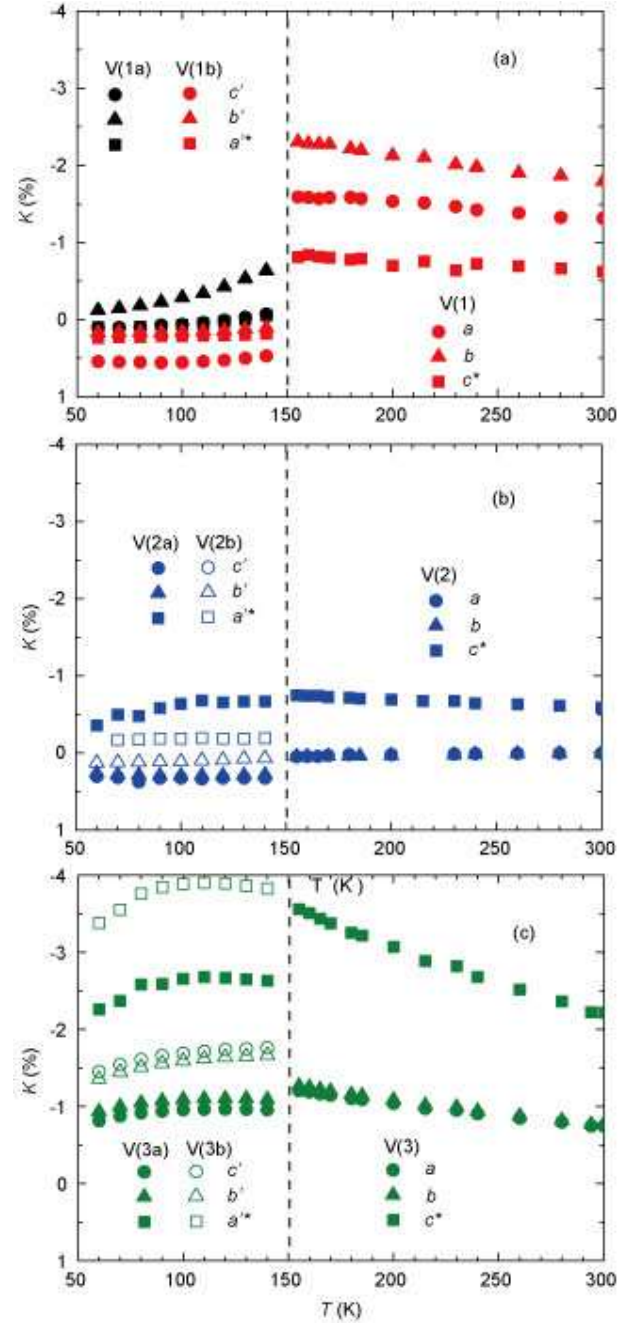 -4
(a)
V(1a) V(1b)
c'
b'
a'*
-3
-2
K (%)
-1
0
V(1)
a
b
c*
1
50 100 150 200 250 300
-4
(b)
-3
V(2a) V(2b)
c'
b'
a'*
V(2)
a
b
c*
-2
K (%)
-1
0
1
50 100 150 200 250 300
T (K)
-4
(c)
-3
-2
K (%)
-1
0
V(3a) V(3b)
c'
b'
a'*
V(3)
a
b
c*
1
50 100 150 200 250 300
T (K)